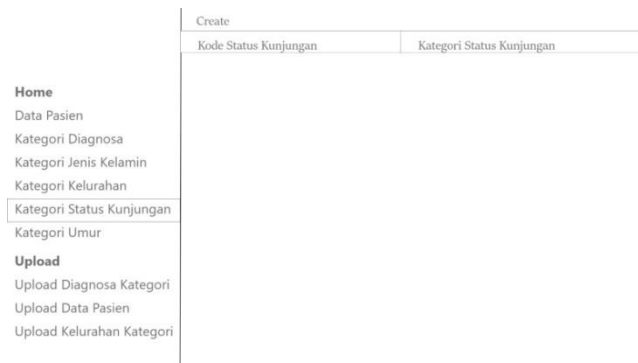 Create
Kode Status Kunjungan Kategori Status Kunjungan
Home
Data Pasien
Kategori Diagnosa
Kategori Jenis Kelamin
Kategori Kelurahan
Kategori Status Kunjungan
Kategori Umur
Upload
Upload Diagnosa Kategori
Upload Data Pasien
Upload Kelurahan Kategori